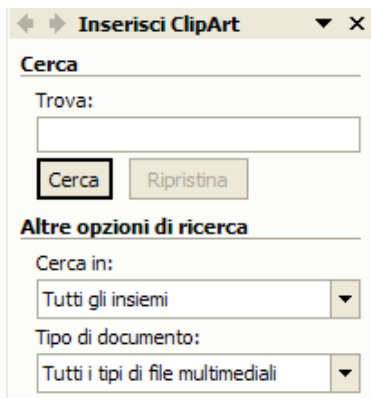 Inserisci ClipArt
Cerca
Trova:
Cerca Ripristina
Altre opzioni di ricerca
Cerca in:
Tutti gli insiemi
Tipo di documento:
Tutti i tipi di file multimediali